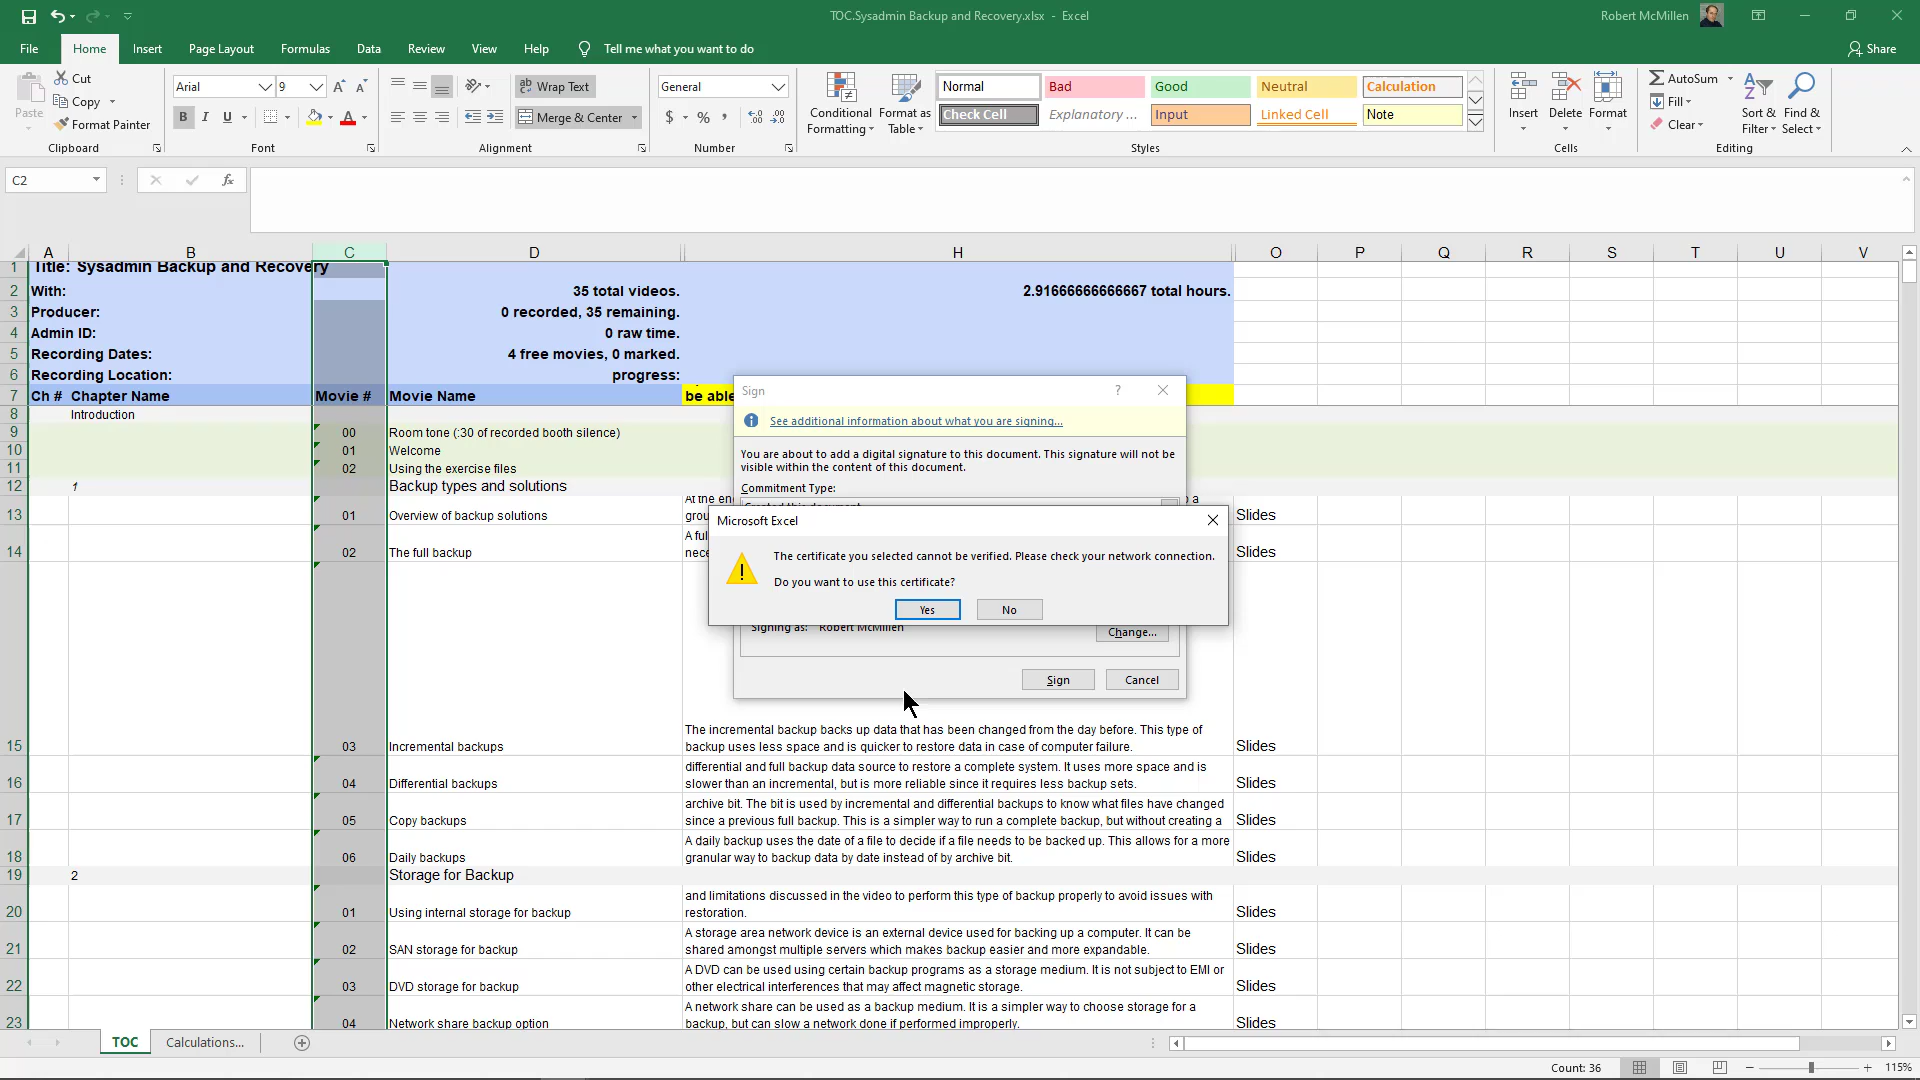 TOC.Sysadmin Backup and Recovery.xlsx - Excel
Robert McMillen
File Home Insert Page Layout Formulas Data Review View Help Tell me what you want to do
Share
Paste
Cut
Copy
Format Painter
Clipboard
Arial 9
B I U
Font
Wrap Text
Merge & Center
Alignment
General
$ % ,
Number
Conditional Formatting
Format as Table
Normal Bad Good Neutral Calculation
Check Cell Explanatory ... Input Linked Cell Note
Styles
Insert Delete Format
Cells
AutoSum
Fill
Clear
Sort & Filter
Find & Select
Editing
C2
fx
A B C D H O P Q R S T U V
1 Title: Sysadmin Backup and Recovery
2 With: 35 total videos. 2.91666666666667 total hours.
3 Producer: 0 recorded, 35 remaining.
4 Admin ID: 0 raw time.
5 Recording Dates: 4 free movies, 0 marked.
6 Recording Location: progress:
7 Ch # Chapter Name Movie # Movie Name be able
8 Introduction
9 00 Room tone (:30 of recorded booth silence)
10 01 Welcome
11 02 Using the exercise files
12 1 Backup types and solutions
13 01 Overview of backup solutions Slides
14 02 The full backup Slides
Sign
?
See additional information about what you are signing...
You are about to add a digital signature to this document. This signature will not be
visible within the content of this document.
Commitment Type:
Microsoft Excel
The certificate you selected cannot be verified. Please check your network connection.
Do you want to use this certificate?
Yes No
Signing as: Robert McMillen
Change...
Sign Cancel
15 03 Incremental backups The incremental backup backs up data that has been changed from the day before. This type of
backup uses less space and is quicker to restore data in case of computer failure. Slides
16 04 Differential backups differential and full backup data source to restore a complete system. It uses more space and is
slower than an incremental, but is more reliable since it requires less backup sets. Slides
17 05 Copy backups archive bit. The bit is used by incremental and differential backups to know what files have changed
since a previous full backup. This is a simpler way to run a complete backup, but without creating a Slides
18 06 Daily backups A daily backup uses the date of a file to decide if a file needs to be backed up. This allows for a more
granular way to backup data by date instead of by archive bit. Slides
19 2 Storage for Backup
20 01 Using internal storage for backup and limitations discussed in the video to perform this type of backup properly to avoid issues with
restoration. Slides
21 02 SAN storage for backup A storage area network device is an external device used for backing up a computer. It can be
shared amongst multiple servers which makes backup easier and more expandable. Slides
22 03 DVD storage for backup A DVD can be used using certain backup programs as a storage medium. It is not subject to EMI or
other electrical interferences that may affect magnetic storage. Slides
23 04 Network share backup option A network share can be used as a backup medium. It is a simpler way to choose storage for a
backup, but can slow a network done if performed improperly. Slides
TOC Calculations...
Count: 36 115%